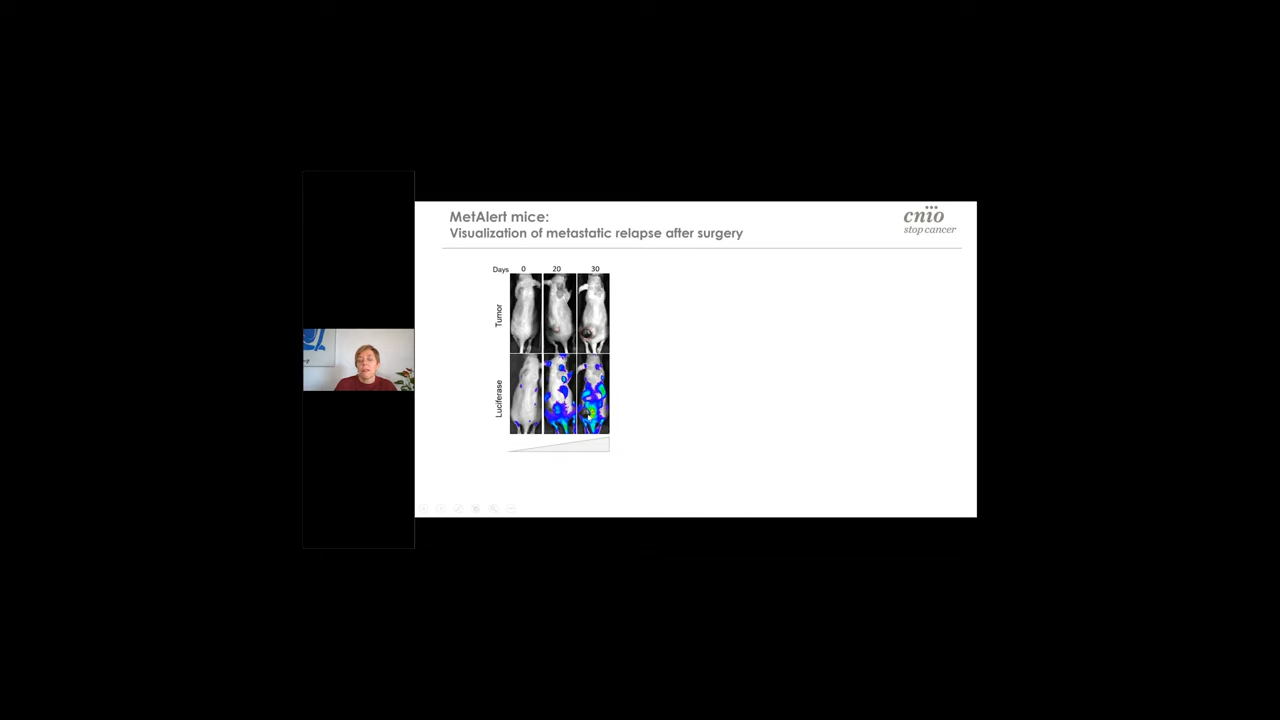 MetAlert mice:
Visualization of metastatic relapse after surgery
cnio
stop cancer
Days 0 20 30
Tumor
Luciferase